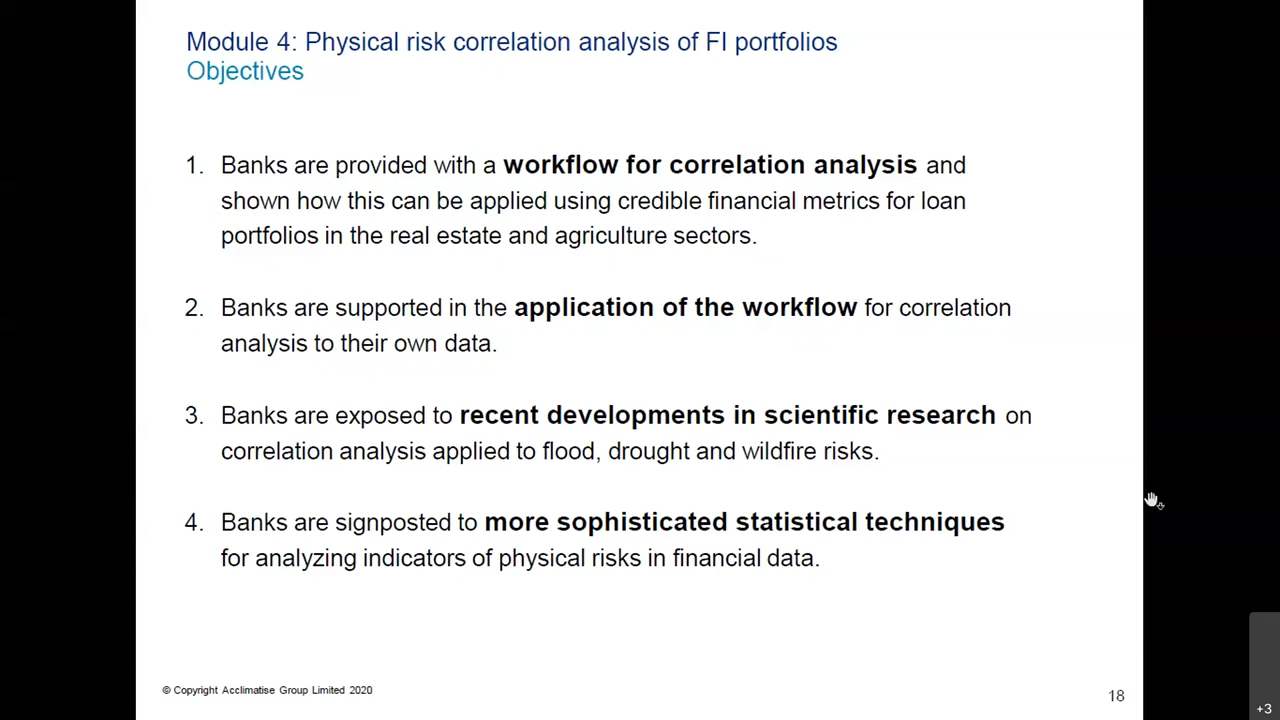 Module 4: Physical risk correlation analysis of FI portfolios
Objectives
1. Banks are provided with a workflow for correlation analysis and
shown how this can be applied using credible financial metrics for loan
portfolios in the real estate and agriculture sectors.
2. Banks are supported in the application of the workflow for correlation
analysis to their own data.
3. Banks are exposed to recent developments in scientific research on
correlation analysis applied to flood, drought and wildfire risks.
4. Banks are signposted to more sophisticated statistical techniques
for analyzing indicators of physical risks in financial data.
© Copyright Acclimatise Group Limited 2020
18
+3